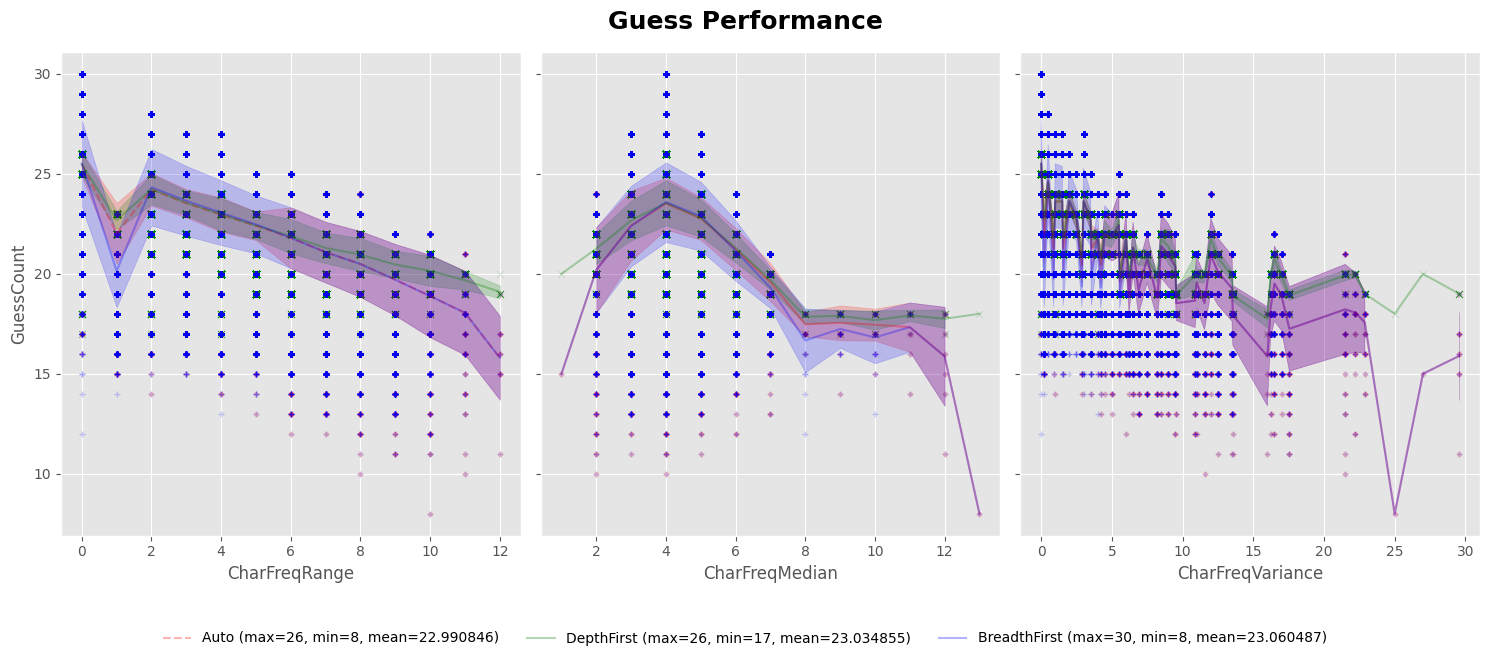 Guess Performance
GuessCount
30
25
20
15
10
0 2 4 6 8 10 12
2 4 6 8 10 12
0 5 10 15 20 25 30
CharFreqRange
CharFreqMedian
CharFreqVariance
Auto (max=26, min=8, mean=22.990846)
DepthFirst (max=26, min=17, mean=23.034855)
BreadthFirst (max=30, min=8, mean=23.060487)